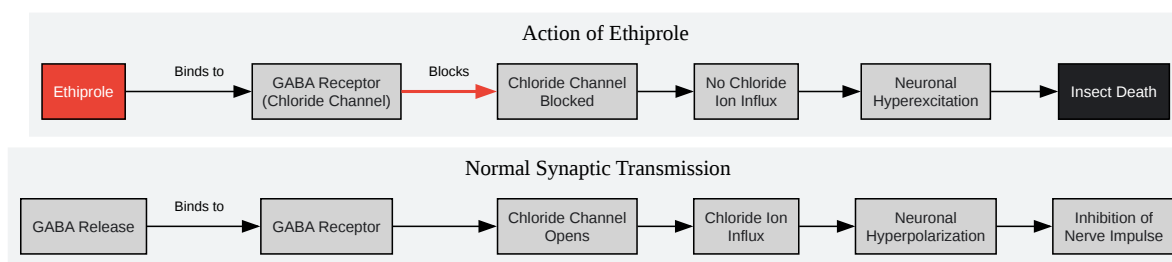 Action of Ethiprole
Binds to
Blocks
Ethiprole
GABA Receptor
(Chloride Channel)
Chloride Channel
Blocked
No Chloride
Ion Influx
Neuronal
Hyperexcitation
Insect Death
Normal Synaptic Transmission
Binds to
GABA Release
GABA Receptor
Chloride Channel
Opens
Chloride Ion
Influx
Neuronal
Hyperpolarization
Inhibition of
Nerve Impulse